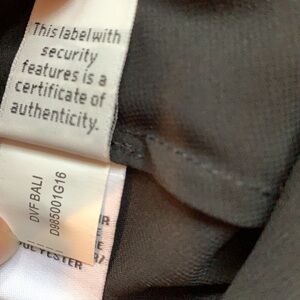 This label with
security
features is a
certificate of
authenticity.
DVF BALI
D985001G16